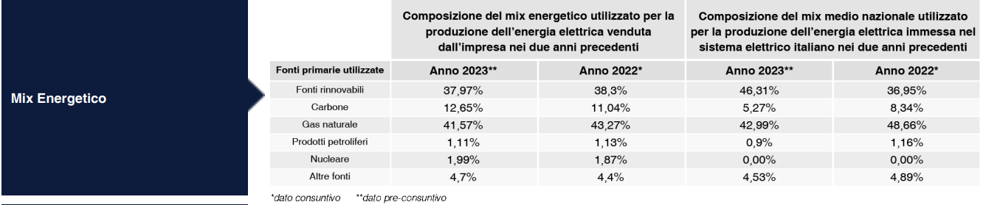 Composizione del mix energetico utilizzato per la
produzione dell'energia elettrica venduta
dall'impresa nei due anni precedenti
Composizione del mix medio nazionale utilizzato
per la produzione dell'energia elettrica immessa nel
sistema elettrico italiano nei due anni precedenti
Fonti primarie utilizzate Anno 2023** Anno 2022* Anno 2023** Anno 2022*
Mix Energetico
Fonti rinnovabili 37,97% 38,3% 46,31% 36,95%
Carbone 12,65% 11,04% 5,27% 8,34%
Gas naturale 41,57% 43,27% 42,99% 48,66%
Prodotti petroliferi 1,11% 1,13% 0,9% 1,16%
Nucleare 1,99% 1,87% 0,00% 0,00%
Altre fonti 4,7% 4,4% 4,53% 4,89%
*dato consuntivo **dato pre-consuntivo